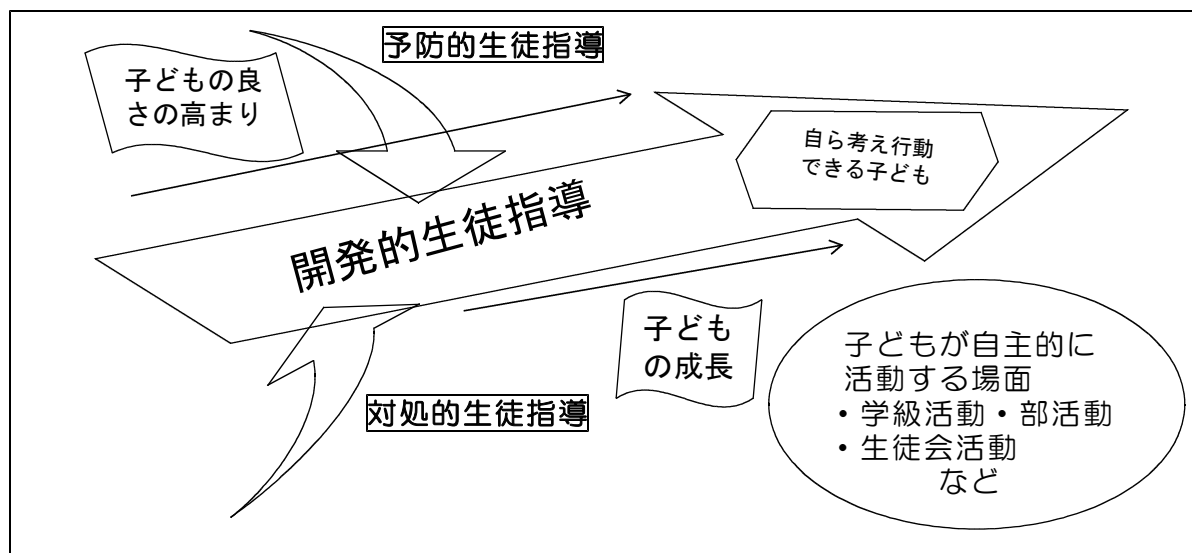 予防的生徒指導
子どもの良
さの高まり
自ら考え行動
できる子ども
開発的生徒指導
子ども
の成長
対処的生徒指導
子どもが自主的に
活動する場面
・学級活動・部活動
・生徒会活動
など